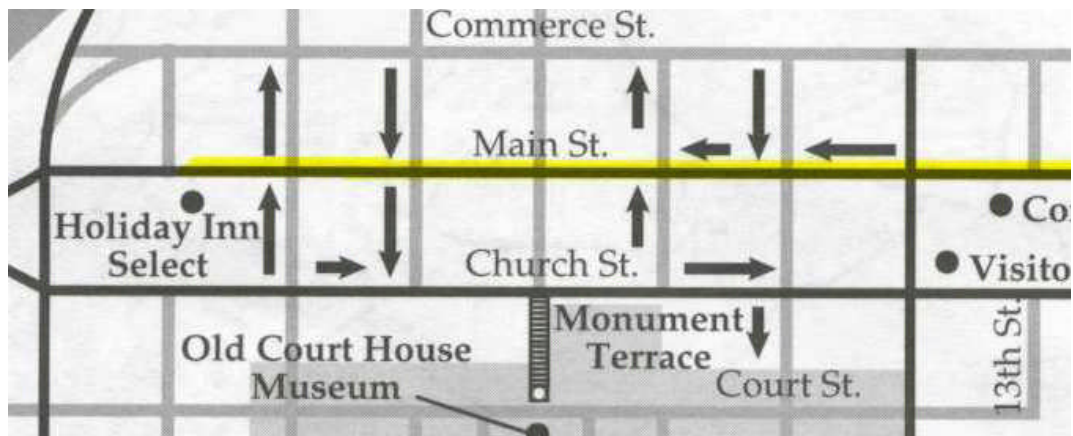 Commerce St.
Main St.
Holiday Inn
Select
Church St.
Monument
Terrace
Old Court House
Museum
Court St.
13th St.